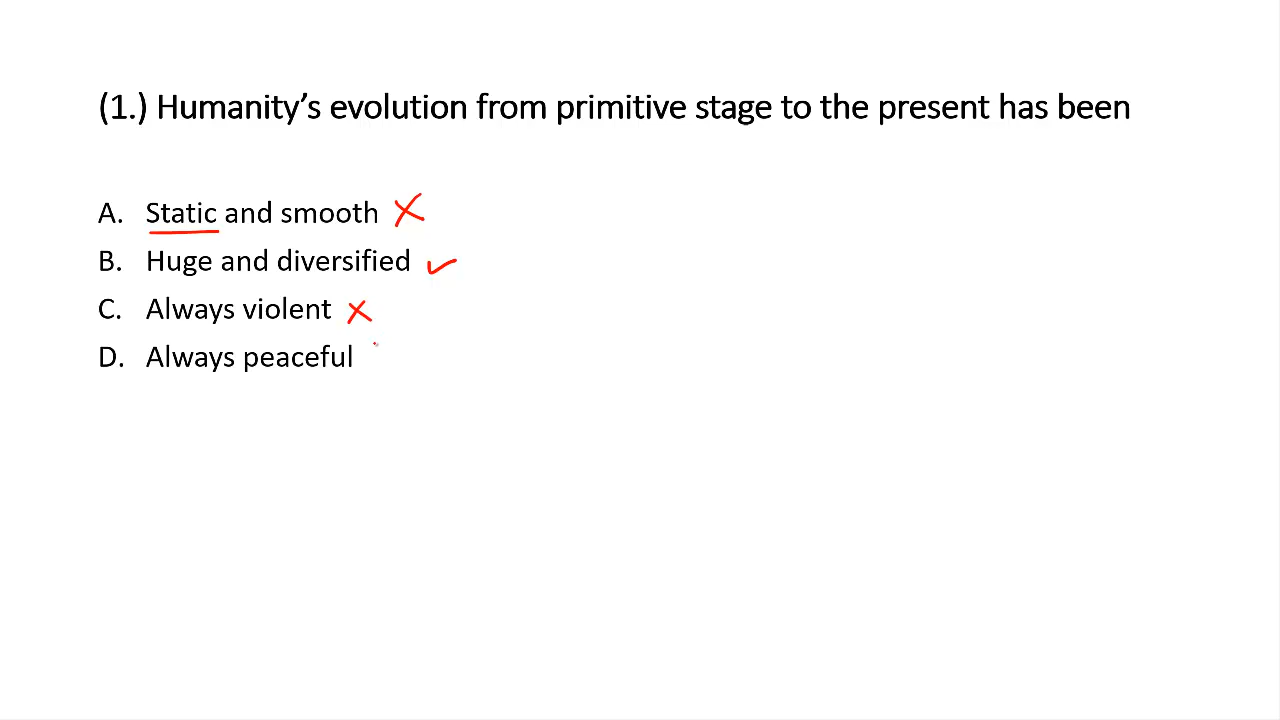 (1.) Humanity’s evolution from primitive stage to the present has been
A. Static and smooth
B. Huge and diversified
C. Always violent
D. Always peaceful